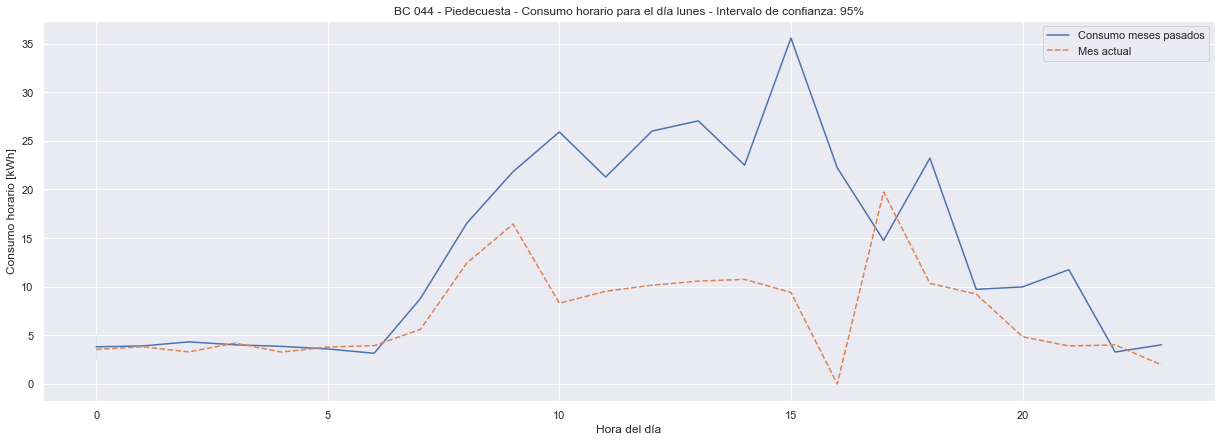 BC 044 - Piedecuesta - Consumo horario para el día lunes - Intervalo de confianza: 95%
Consumo meses pasados
Mes actual
Consumo horario [kWh]
35
30
25
20
15
10
5
0
0 5 10 15 20
Hora del día